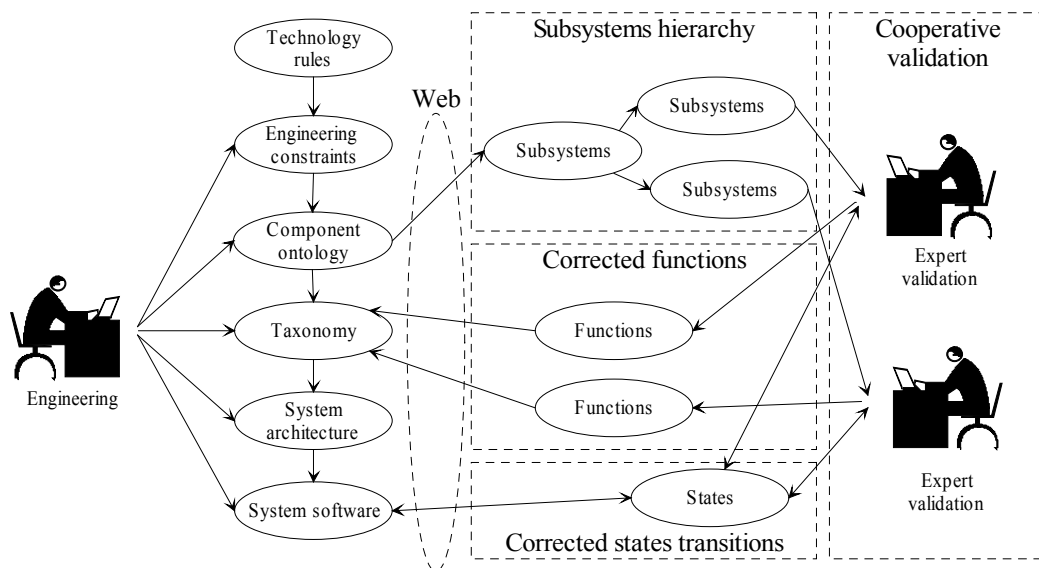 Technology
rules
Engineering
constraints
Component
ontology
Taxonomy
System
architecture
System software
Engineering
Web
Subsystems hierarchy
Subsystems
Subsystems
Subsystems
Corrected functions
Functions
Functions
States
Corrected states transitions
Cooperative
validation
Expert
validation
Expert
validation